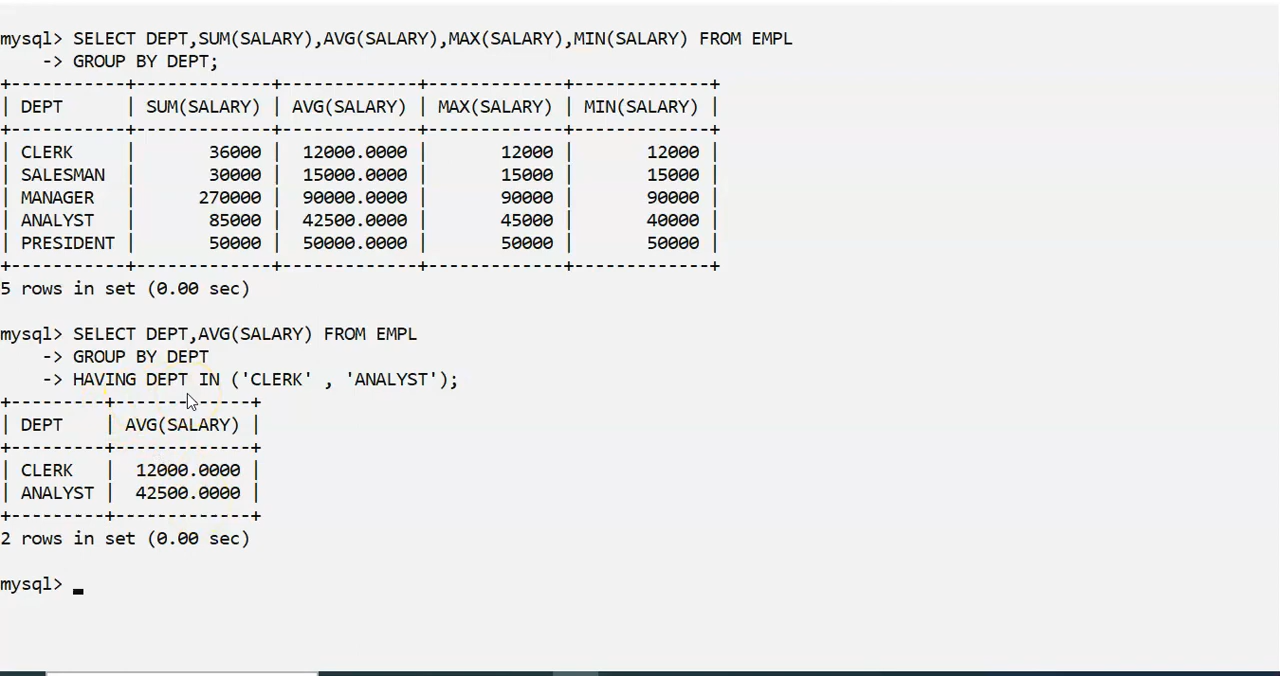 mysql> SELECT DEPT,SUM(SALARY),AVG(SALARY),MAX(SALARY),MIN(SALARY) FROM EMPL
    -> GROUP BY DEPT;
+-----------+-------------+-------------+-------------+-------------+
| DEPT      | SUM(SALARY) | AVG(SALARY) | MAX(SALARY) | MIN(SALARY) |
+-----------+-------------+-------------+-------------+-------------+
| CLERK     |       36000 |  12000.0000 |       12000 |       12000 |
| SALESMAN  |       30000 |  15000.0000 |       15000 |       15000 |
| MANAGER   |      270000 |  90000.0000 |       90000 |       90000 |
| ANALYST   |       85000 |  42500.0000 |       45000 |       40000 |
| PRESIDENT |       50000 |  50000.0000 |       50000 |       50000 |
+-----------+-------------+-------------+-------------+-------------+
5 rows in set (0.00 sec)
mysql> SELECT DEPT,AVG(SALARY) FROM EMPL
    -> GROUP BY DEPT
    -> HAVING DEPT IN ('CLERK' , 'ANALYST');
+---------+-------------+
| DEPT    | AVG(SALARY) |
+---------+-------------+
| CLERK   |  12000.0000 |
| ANALYST |  42500.0000 |
+---------+-------------+
2 rows in set (0.00 sec)
mysql>